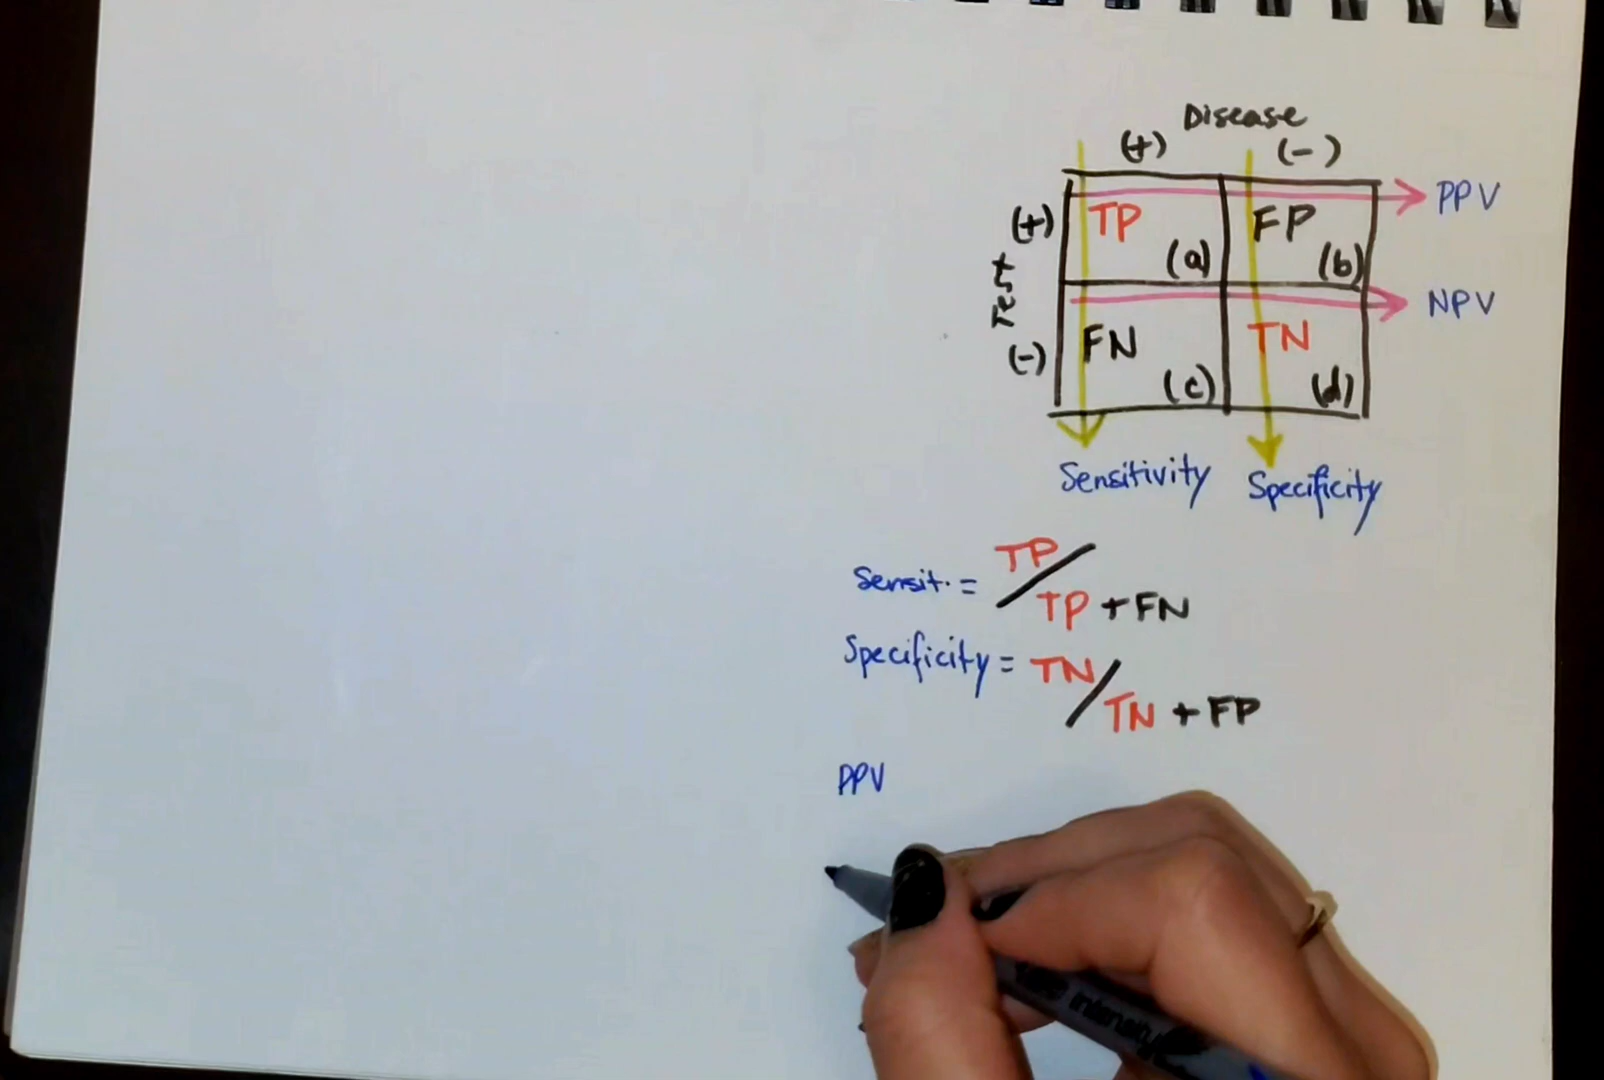 Disease
(+) (-)
(+) TP (a) FP (b) PPV
Test
NPV
(-) FN (c) TN (d)
Sensitivity Specificity
Sensit. = TP / TP + FN
Specificity = TN / TN + FP
PPV
intensity